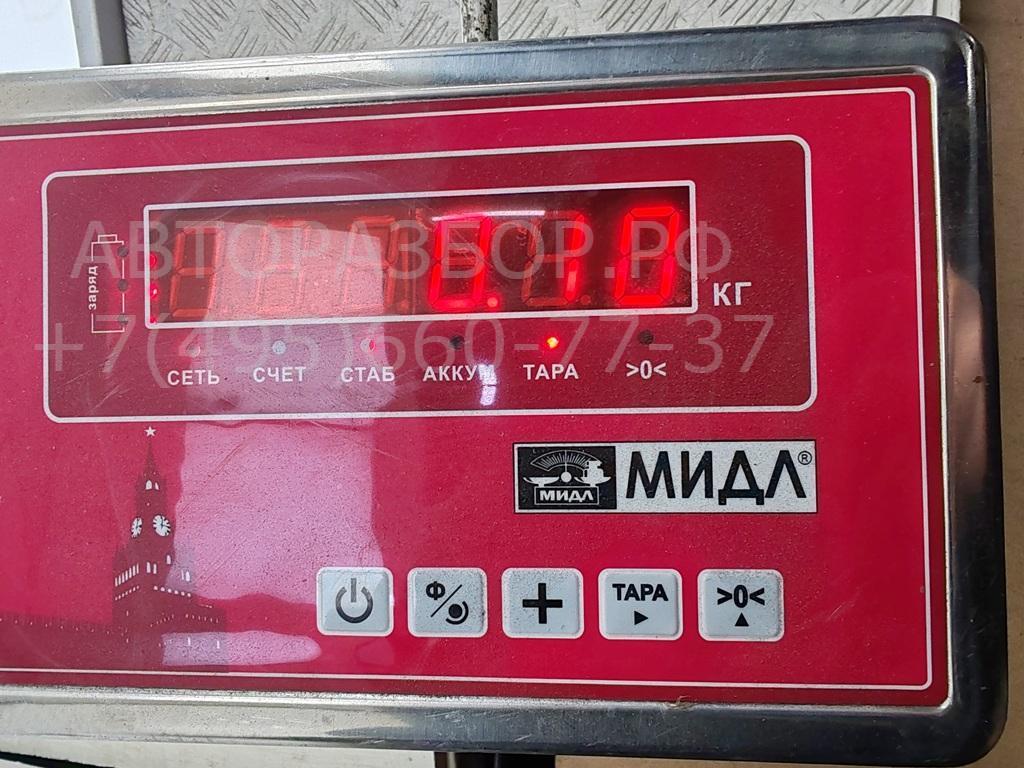 АВТОРАЗБОР.РФ
0.10
КГ
заряд
+7(495)660-77-37
СЕТЬ СЧЕТ СТАБ АККУМ ТАРА >0<
МИДЛ МИДЛ®
Ф/ + ТАРА >0<